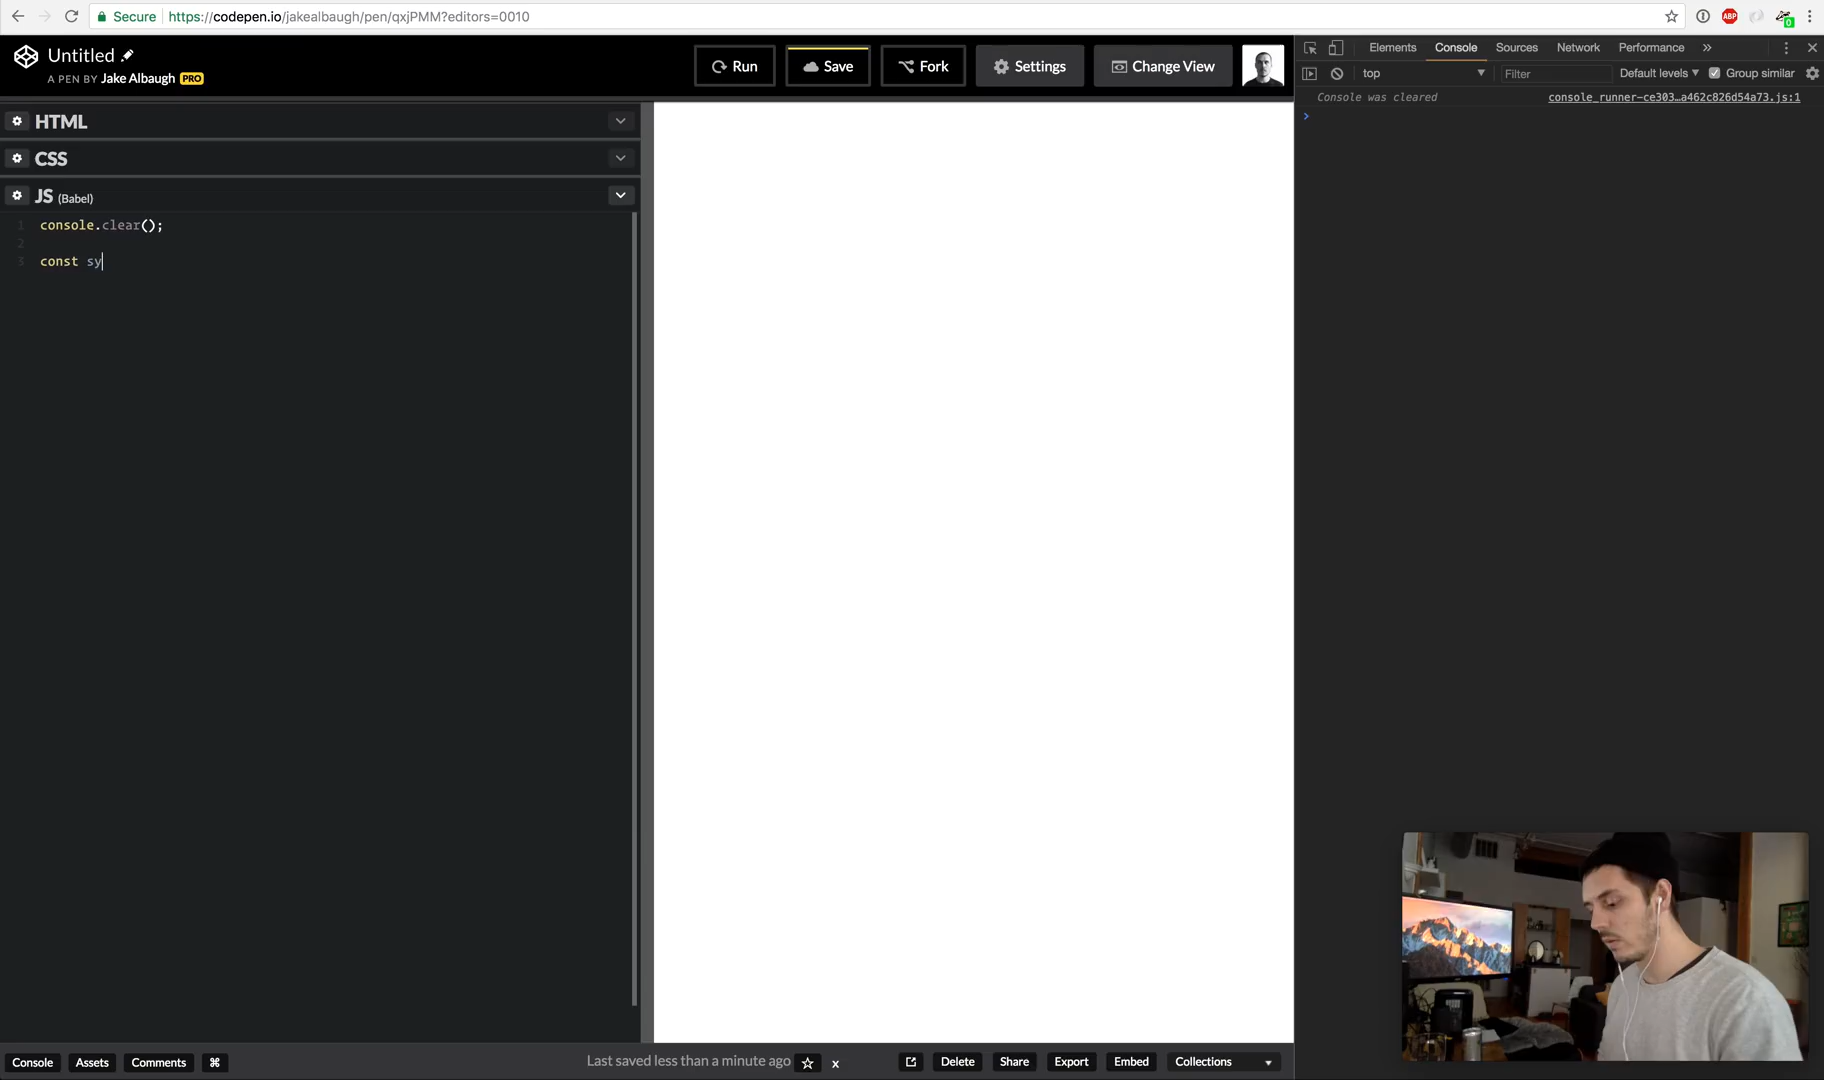 Secure https://codepen.io/jakealbaugh/pen/qxjPMM?editors=0010
ABP
0
Untitled
A PEN BY Jake Albaugh PRO
Run
Save
Fork
Settings
Change View
Elements Console Sources Network Performance »
top Filter Default levels Group similar
Console was cleared console_runner-ce303…a462c826d54a73.js:1
HTML
CSS
JS (Babel)
1 console.clear();
2
3 const sy
Console Assets Comments ⌘ Last saved less than a minute ago x Delete Share Export Embed Collections